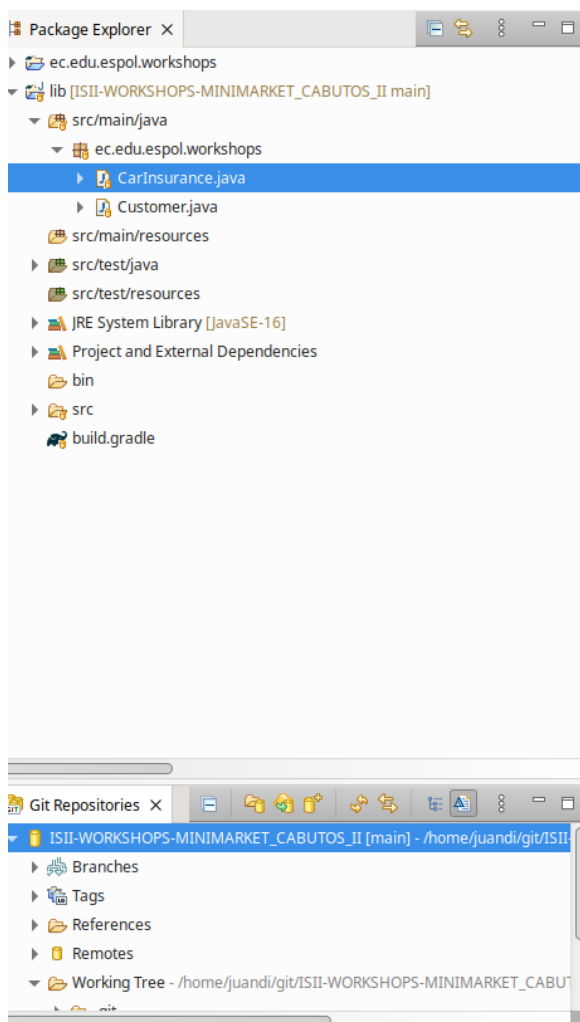 Package Explorer
ec.edu.espol.workshops
lib [ISII-WORKSHOPS-MINIMARKET_CABUTOS_II main]
src/main/java
ec.edu.espol.workshops
CarInsurance.java
Customer.java
src/main/resources
src/test/java
src/test/resources
JRE System Library [JavaSE-16]
Project and External Dependencies
bin
src
build.gradle
Git Repositories
ISII-WORKSHOPS-MINIMARKET_CABUTOS_II [main] - /home/juandi/git/ISII-
Branches
Tags
References
Remotes
Working Tree - /home/juandi/git/ISII-WORKSHOPS-MINIMARKET_CABUT